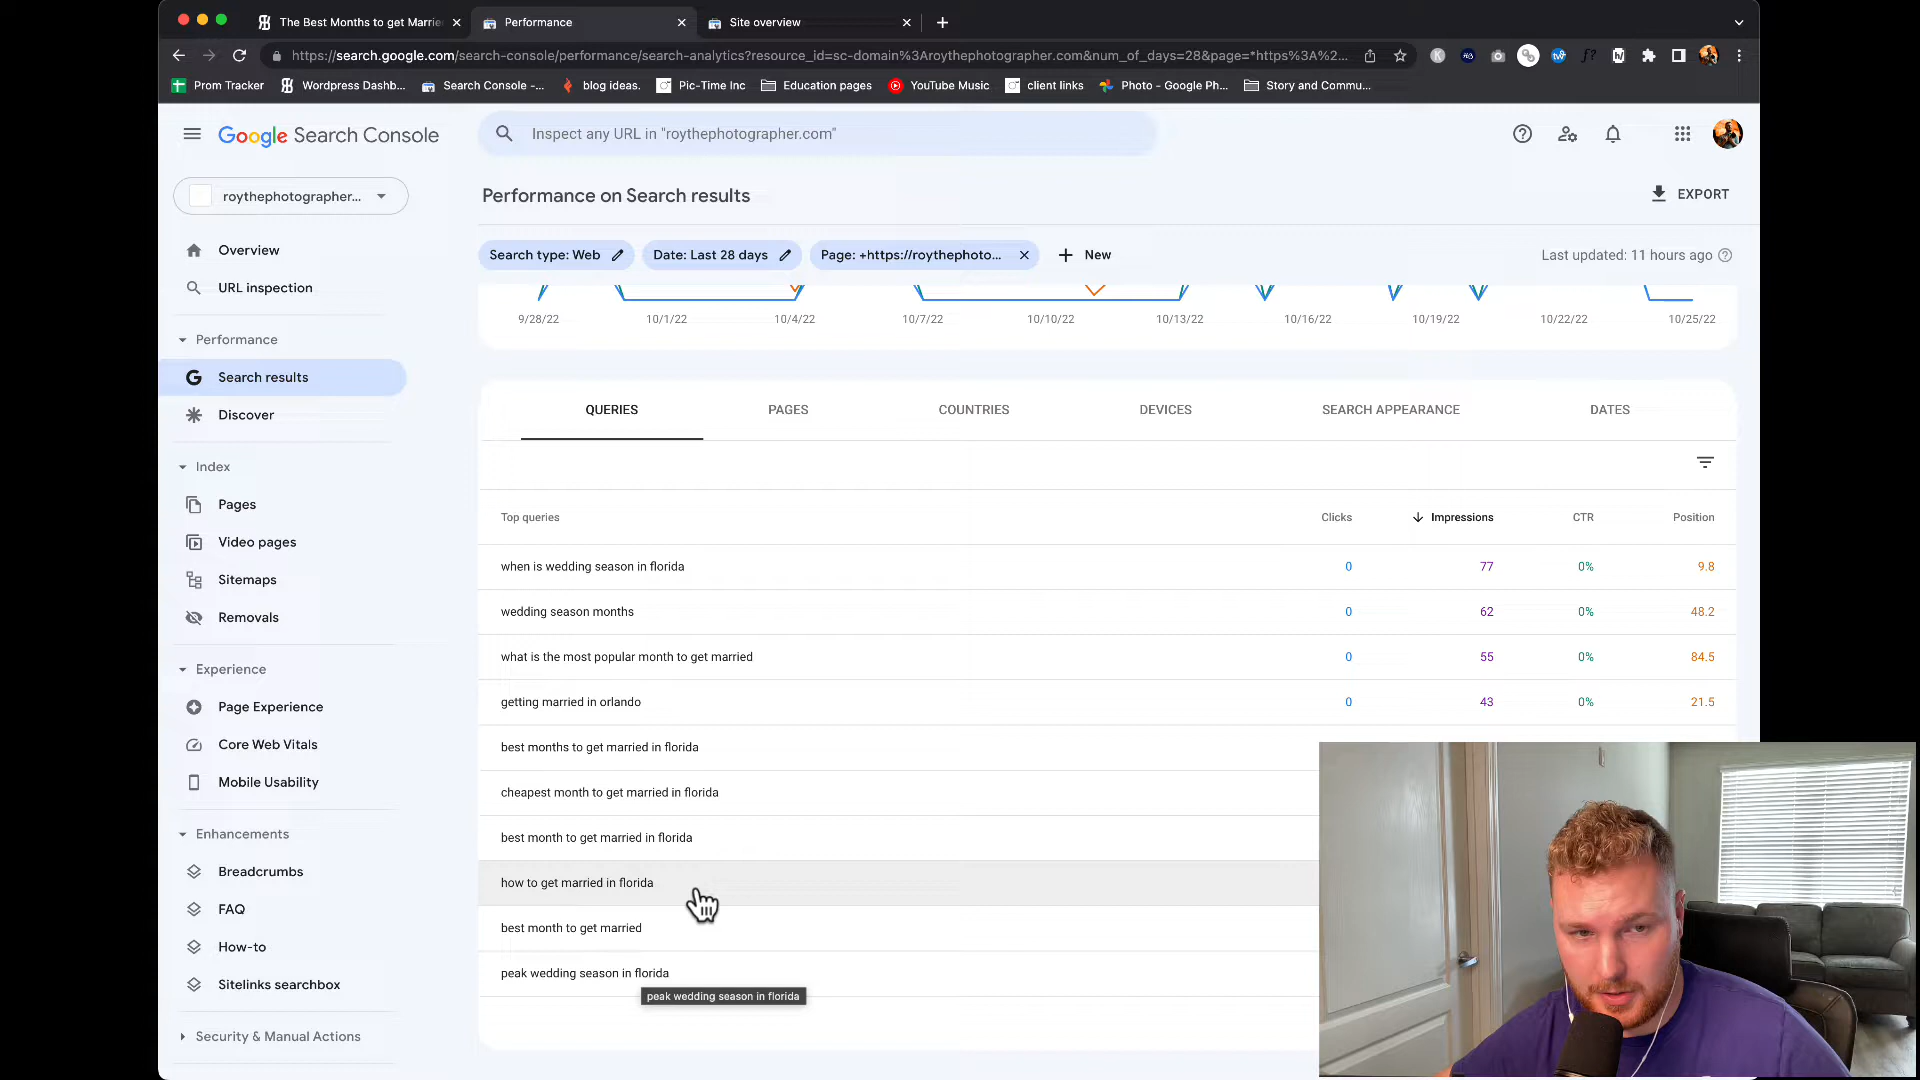 The Best Months to get Marrie
Performance
Site overview
https://search.google.com/search-console/performance/search-analytics?resource_id=sc-domain%3Aroythephotographer.com&num_of_days=28&page=*https%3A%2...
Prom Tracker
Wordpress Dashb...
Search Console -...
blog ideas.
Pic-Time Inc
Education pages
YouTube Music
client links
Photo - Google Ph...
Story and Commu...
Google Search Console
Inspect any URL in "roythephotographer.com"
roythephotographer...
Performance on Search results
EXPORT
Search type: Web
Date: Last 28 days
Page: +https://roythephoto...
New
Last updated: 11 hours ago
Overview
URL inspection
Performance
Search results
Discover
Index
Pages
Video pages
Sitemaps
Removals
Experience
Page Experience
Core Web Vitals
Mobile Usability
Enhancements
Breadcrumbs
FAQ
How-to
Sitelinks searchbox
Security & Manual Actions
9/28/22 10/1/22 10/4/22 10/7/22 10/10/22 10/13/22 10/16/22 10/19/22 10/22/22 10/25/22
QUERIES PAGES COUNTRIES DEVICES SEARCH APPEARANCE DATES
Top queries Clicks Impressions CTR Position
when is wedding season in florida 0 77 0% 9.8
wedding season months 0 62 0% 48.2
what is the most popular month to get married 0 55 0% 84.5
getting married in orlando 0 43 0% 21.5
best months to get married in florida
cheapest month to get married in florida
best month to get married in florida
how to get married in florida
best month to get married
peak wedding season in florida
peak wedding season in florida